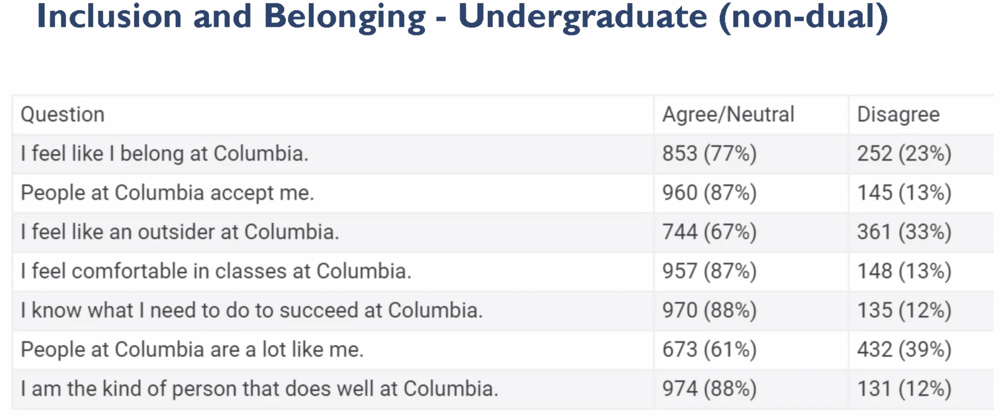 Inclusion and Belonging - Undergraduate (non-dual)
Question Agree/Neutral Disagree
I feel like I belong at Columbia. 853 (77%) 252 (23%)
People at Columbia accept me. 960 (87%) 145 (13%)
I feel like an outsider at Columbia. 744 (67%) 361 (33%)
I feel comfortable in classes at Columbia. 957 (87%) 148 (13%)
I know what I need to do to succeed at Columbia. 970 (88%) 135 (12%)
People at Columbia are a lot like me. 673 (61%) 432 (39%)
I am the kind of person that does well at Columbia. 974 (88%) 131 (12%)